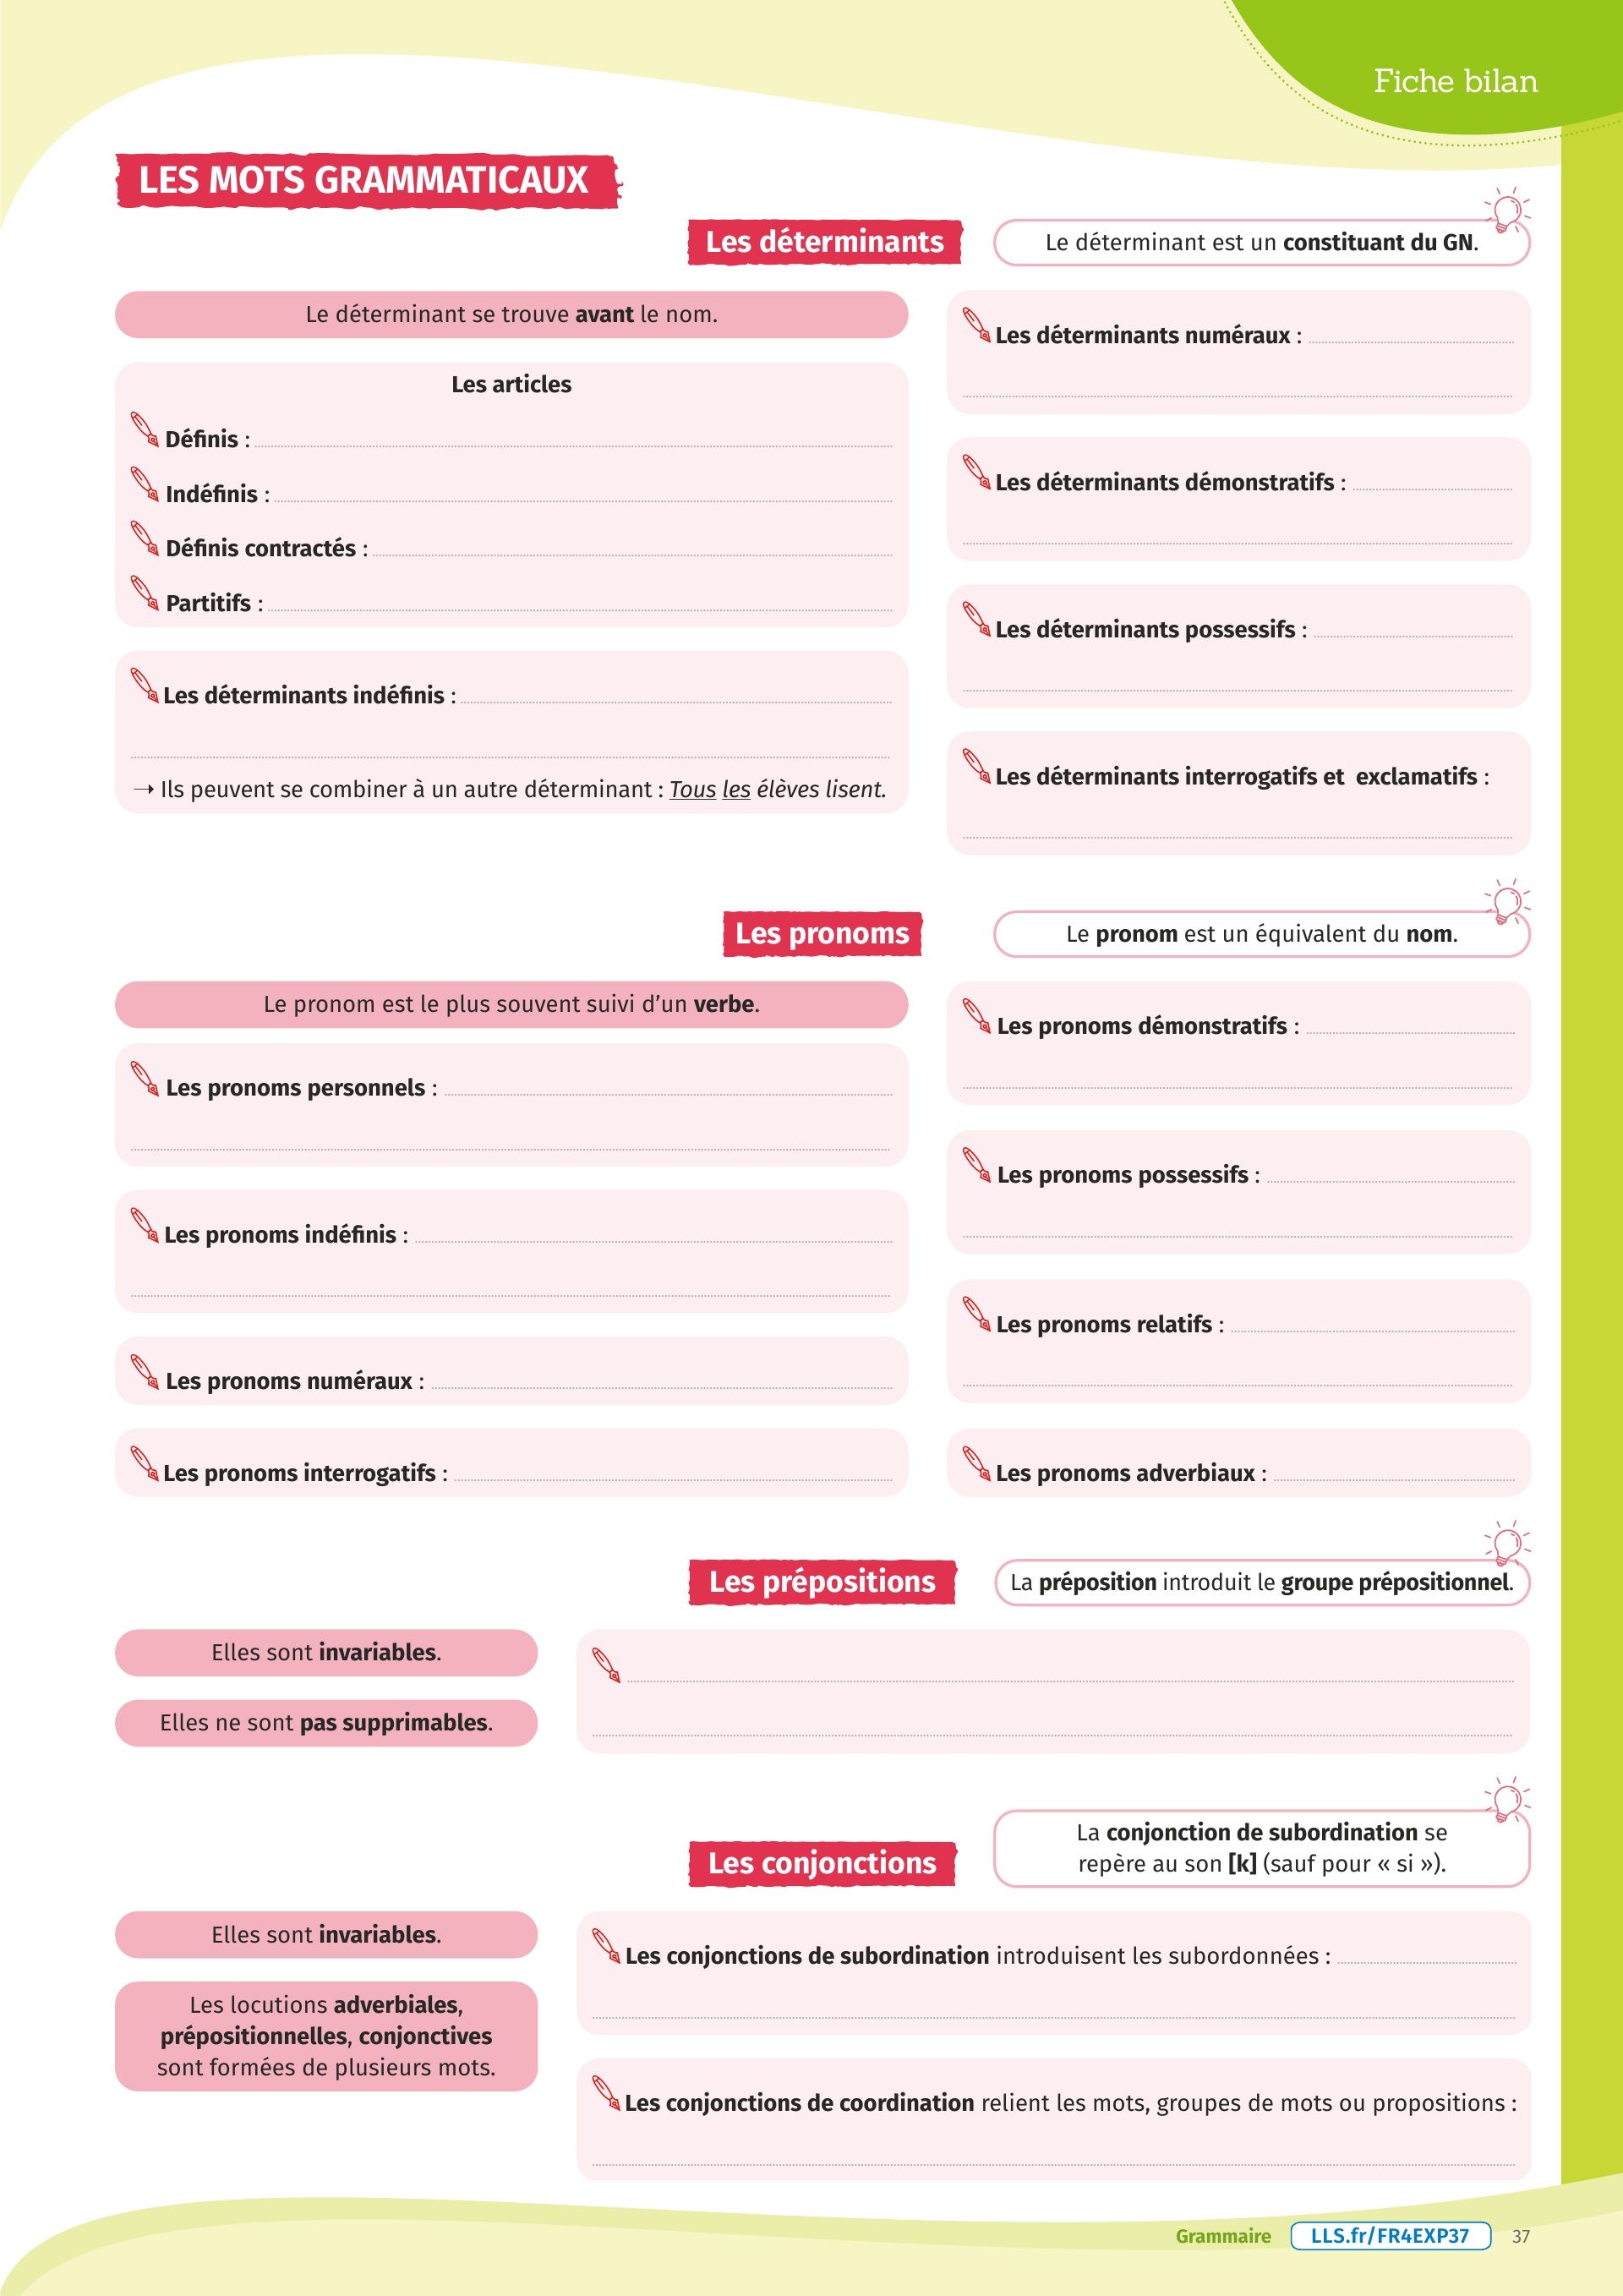 Fiche bilan
LES MOTS GRAMMATICAUX
Les déterminants
Le déterminant est un constituant du GN.
Le déterminant se trouve avant le nom.
Les articles
Définis :
Indéfinis :
Définis contractés :
Partitifs :
Les déterminants indéfinis :
→ Ils peuvent se combiner à un autre déterminant : Tous les élèves lisent.
Les déterminants numéraux :
Les déterminants démonstratifs :
Les déterminants possessifs :
Les déterminants interrogatifs et exclamatifs :
Les pronoms
Le pronom est un équivalent du nom.
Le pronom est le plus souvent suivi d’un verbe.
Les pronoms personnels :
Les pronoms indéfinis :
Les pronoms numéraux :
Les pronoms interrogatifs :
Les pronoms démonstratifs :
Les pronoms possessifs :
Les pronoms relatifs :
Les pronoms adverbiaux :
Les prépositions
La préposition introduit le groupe prépositionnel.
Elles sont invariables.
Elles ne sont pas supprimables.
Les conjonctions
La conjonction de subordination se
repère au son [k] (sauf pour « si »).
Elles sont invariables.
Les locutions adverbiales,
prépositionnelles, conjonctives
sont formées de plusieurs mots.
Les conjonctions de subordination introduisent les subordonnées :
Les conjonctions de coordination relient les mots, groupes de mots ou propositions :
Grammaire LLS.fr/FR4EXP37 37